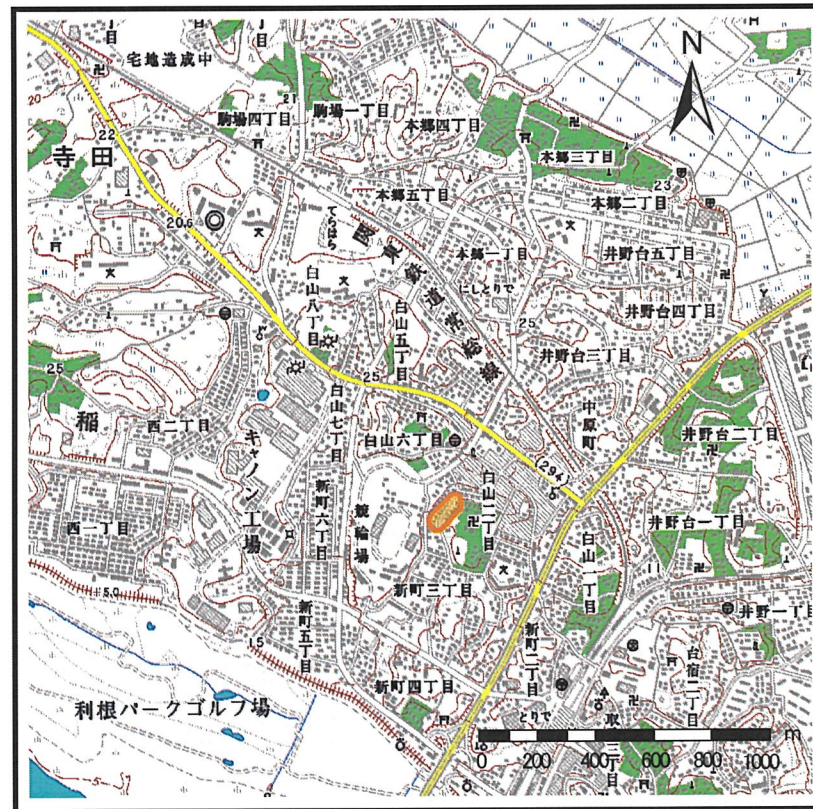 宅地造成中
駒場四丁目
駒場一丁目
本郷四丁目
本郷三丁目
N
20
22
21
23
寺田
本郷五丁目
本郷二丁目
206
てらはら
関東鉄道常総線
本郷一丁目
にしとりで
井野台五丁目
白山八丁目
白山五丁目
25
井野台四丁目
井野台三丁目
25
25
稲
西二丁目
キャノン工場
白山七丁目
白山六丁目
中原町
井野台二丁目
(294)
新町六丁目
競輪場
白山二丁目
西一丁目
白山一丁目
井野台一丁目
11
新町三丁目
井野一丁目
15
新町五丁目
新町二丁目
台宿二丁目
新町四丁目
利根パークゴルフ場
とりで
取
三丁目
0 200 400 600 800 1000 m